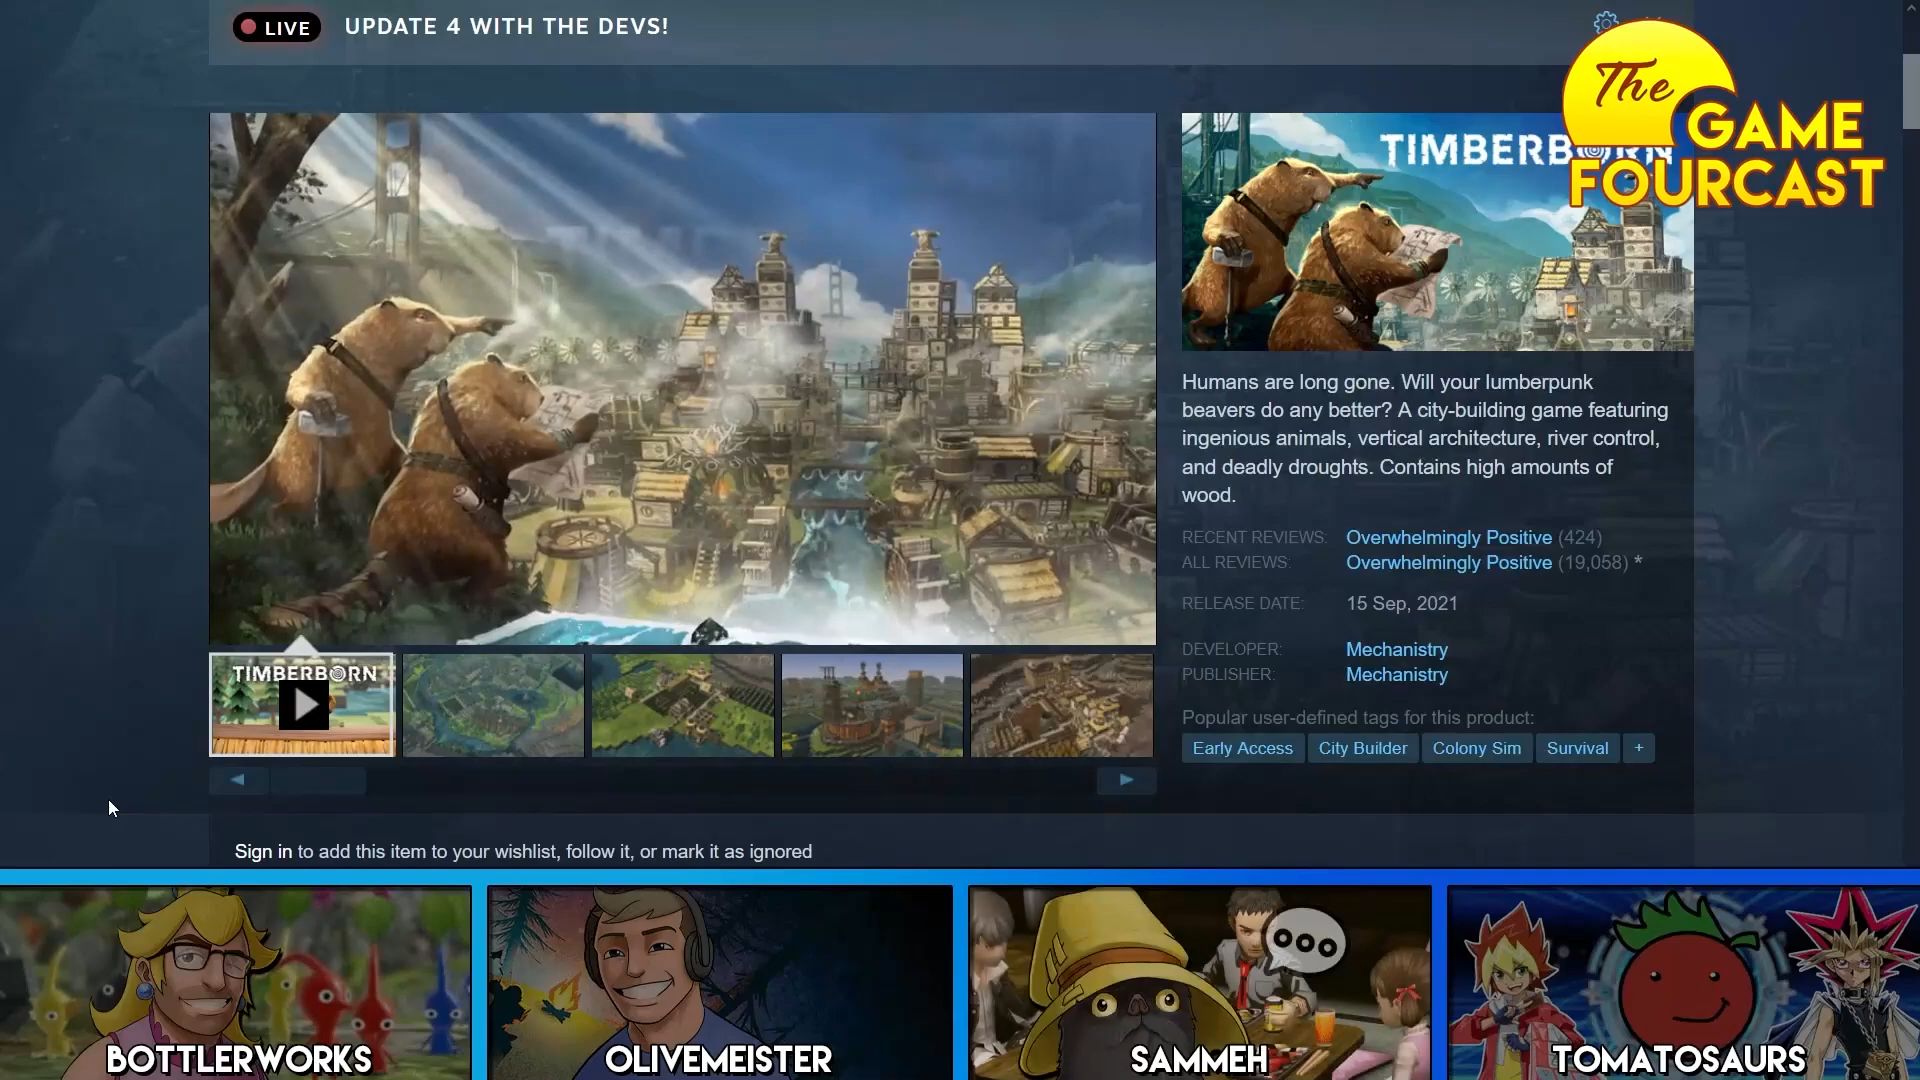 LIVE
UPDATE 4 WITH THE DEVS!
The
GAME
FOURCAST
TIMBERBORN
Humans are long gone. Will your lumberpunk
beavers do any better? A city-building game featuring
ingenious animals, vertical architecture, river control,
and deadly droughts. Contains high amounts of
wood.
RECENT REVIEWS: Overwhelmingly Positive (424)
ALL REVIEWS: Overwhelmingly Positive (19,058) *
RELEASE DATE: 15 Sep, 2021
DEVELOPER: Mechanistry
PUBLISHER: Mechanistry
Popular user-defined tags for this product:
Early Access City Builder Colony Sim Survival +
TIMBERBORN
Sign in to add this item to your wishlist, follow it, or mark it as ignored
BOTTLERWORKS
OLIVEMEISTER
SAMMEH
TOMATOSAURS